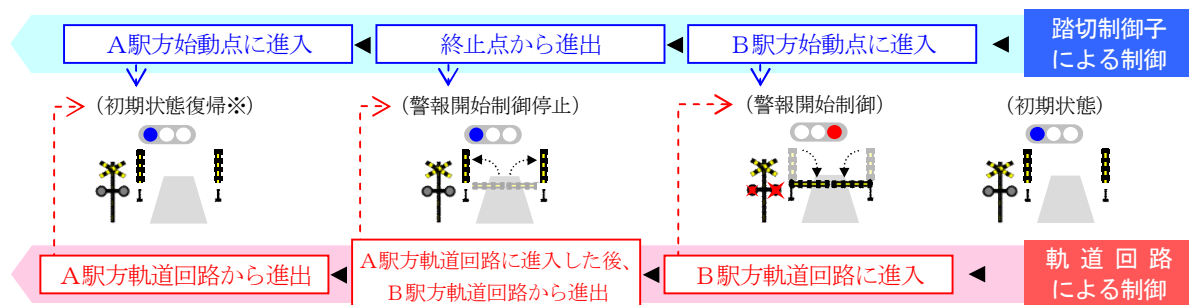 A駅方始動点に進入
終止点から進出
B駅方始動点に進入
踏切制御子
による制御
(初期状態復帰※)
(警報開始制御停止)
(警報開始制御)
(初期状態)
A駅方軌道回路から進出
A駅方軌道回路に進入した後、
B駅方軌道回路から進出
B駅方軌道回路に進入
軌道回路
による制御